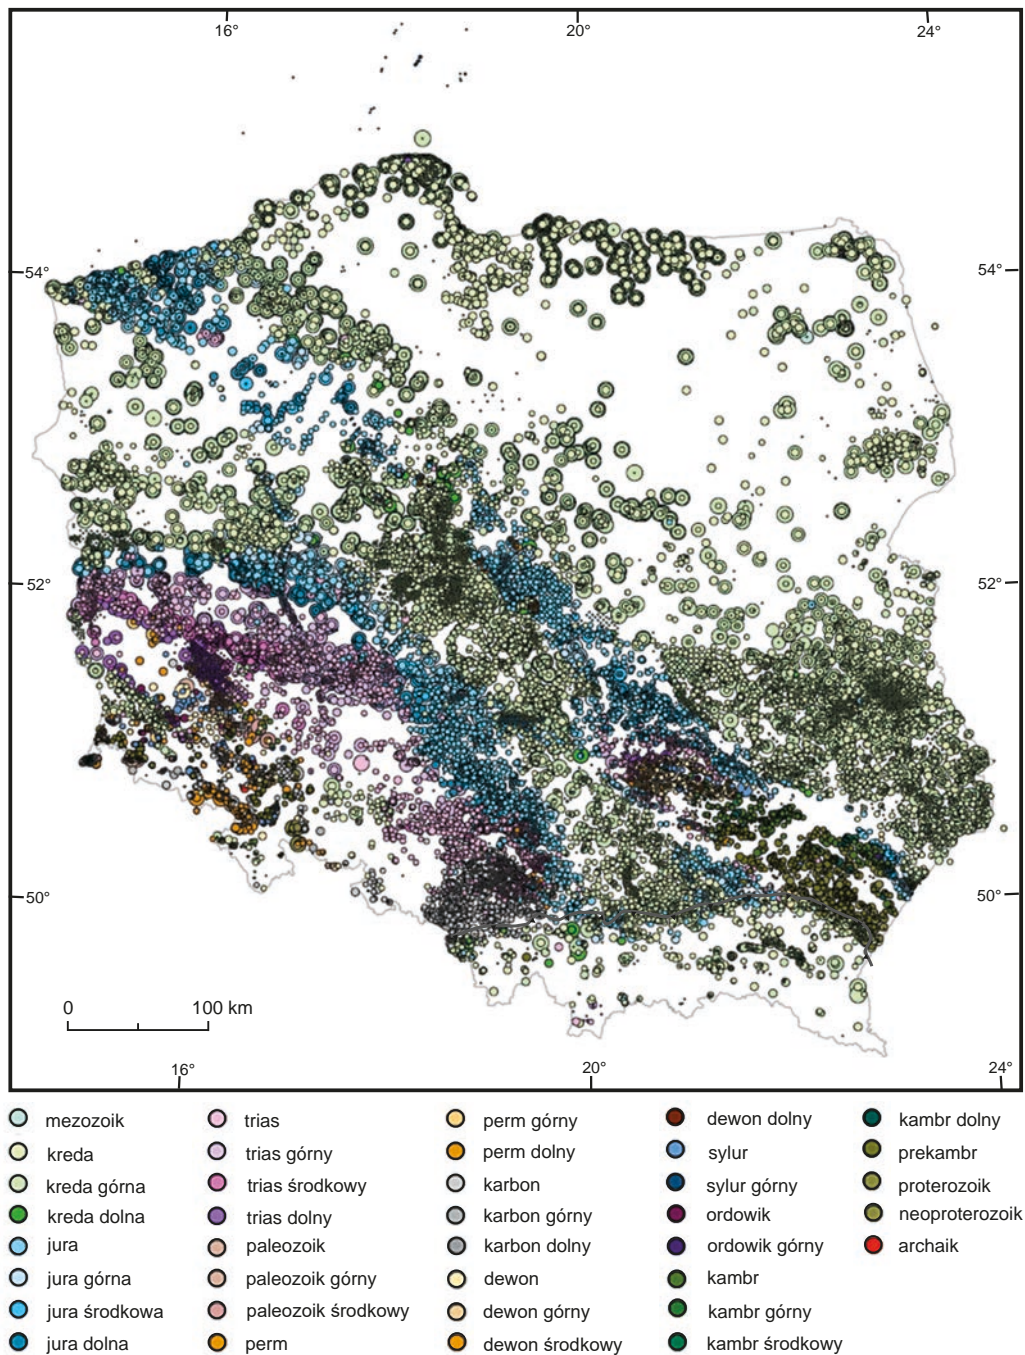 16° 20° 24°
54° 54°
52° 52°
50° 50°
0 100 km
16° 20° 24°
mezozoik
kreda
kreda górna
kreda dolna
jura
jura górna
jura środkowa
jura dolna
trias
trias górny
trias środkowy
trias dolny
paleozoik
paleozoik górny
paleozoik środkowy
perm
perm górny
perm dolny
karbon
karbon górny
karbon dolny
dewon
dewon górny
dewon środkowy
dewon dolny
sylur
sylur górny
ordowik
ordowik górny
kambr
kambr górny
kambr środkowy
kambr dolny
prekambr
proterozoik
neoproterozoik
archaik